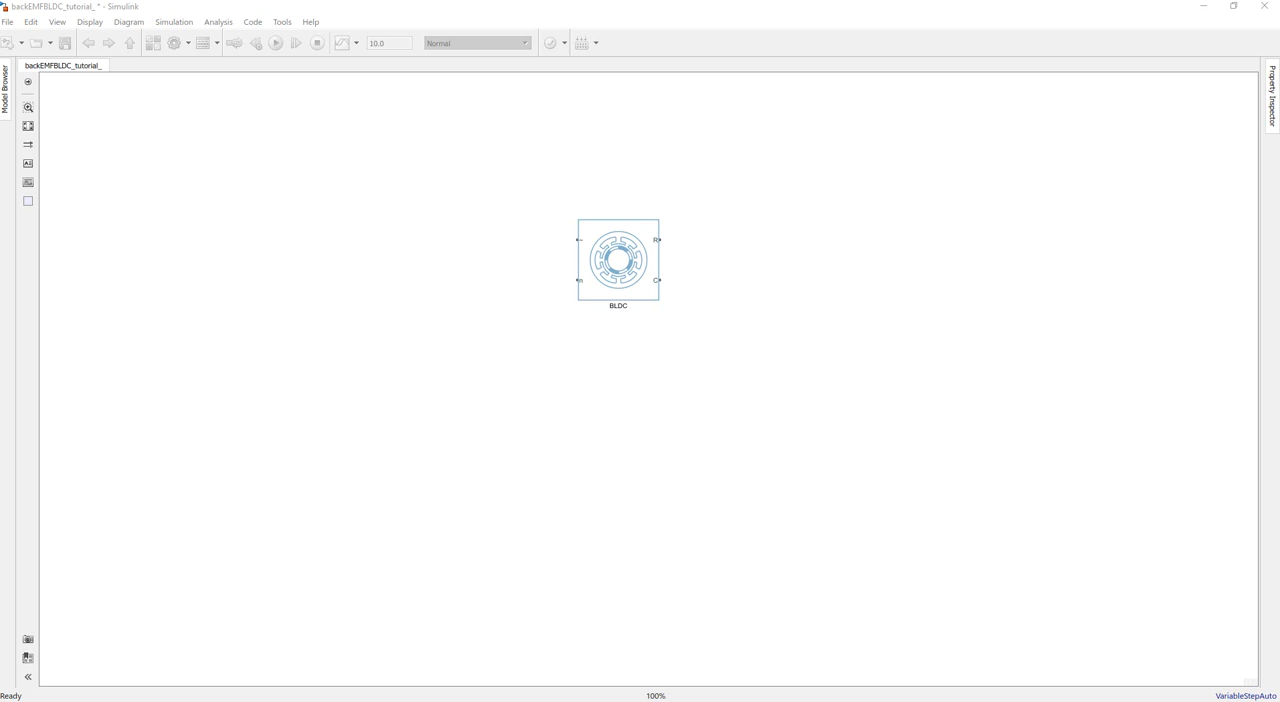 backEMFBLDC_tutorial_ * - Simulink
File Edit View Display Diagram Simulation Analysis Code Tools Help
10.0 Normal
backEMFBLDC_tutorial_
Model Browser
Property Inspector
~ R
n C
BLDC
Ready 100% VariableStepAuto